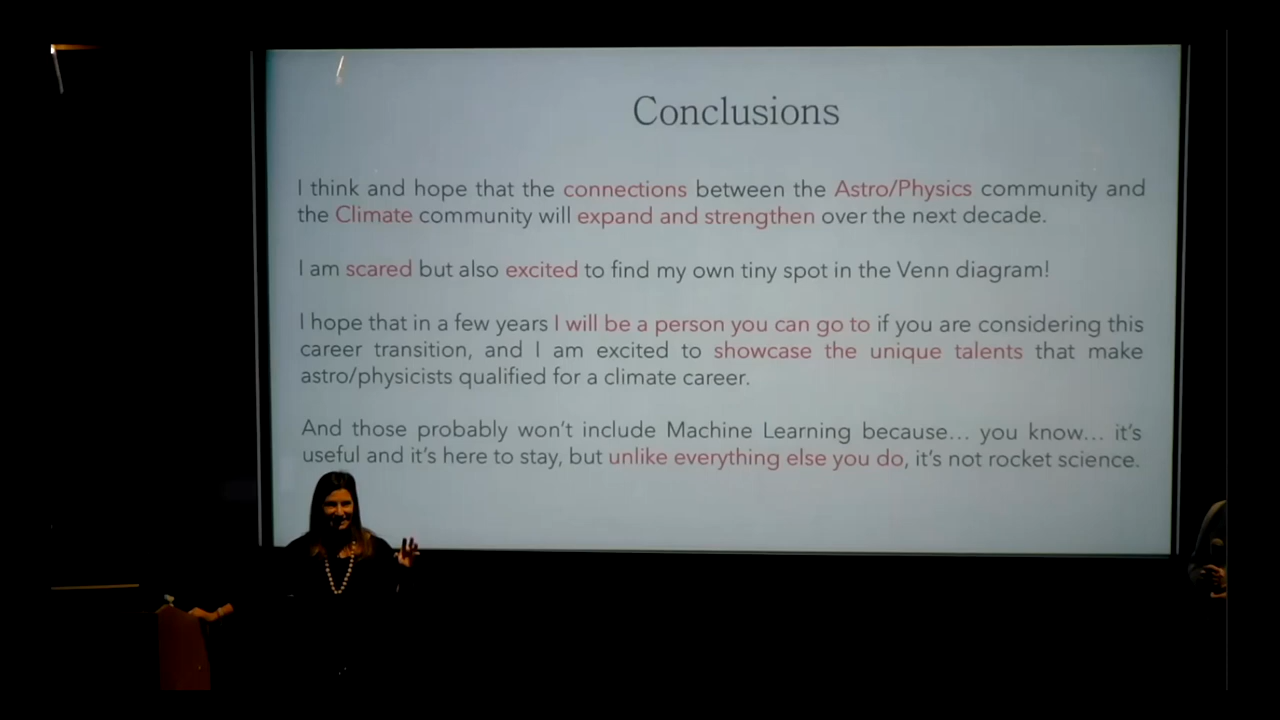 Conclusions
I think and hope that the connections between the Astro/Physics community and
the Climate community will expand and strengthen over the next decade.
I am scared but also excited to find my own tiny spot in the Venn diagram!
I hope that in a few years I will be a person you can go to if you are considering this
career transition, and I am excited to showcase the unique talents that make
astro/physicists qualified for a climate career.
And those probably won't include Machine Learning because... you know... it's
useful and it's here to stay, but unlike everything else you do, it's not rocket science.